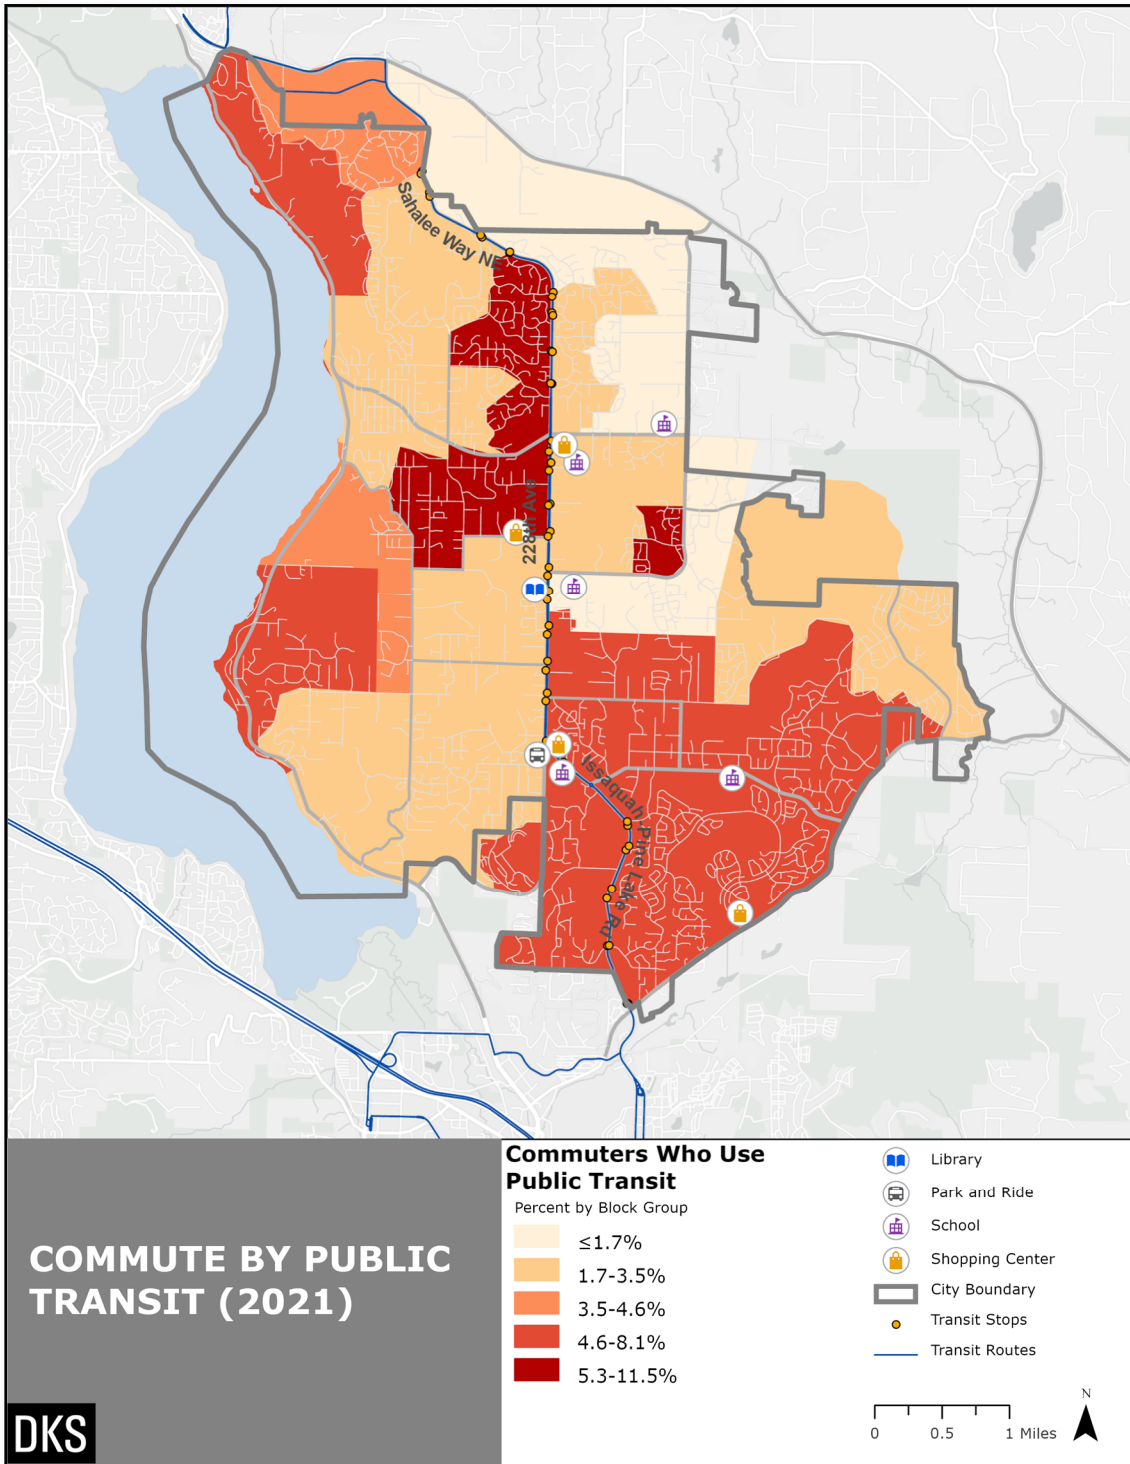 Sahalee Way NE
228th Ave
Issaquah Pine Lake Rd
COMMUTE BY PUBLIC
TRANSIT (2021)
DKS
Commuters Who Use
Public Transit
Percent by Block Group
≤1.7%
1.7-3.5%
3.5-4.6%
4.6-8.1%
5.3-11.5%
Library
Park and Ride
School
Shopping Center
City Boundary
Transit Stops
Transit Routes
N
0 0.5 1 Miles